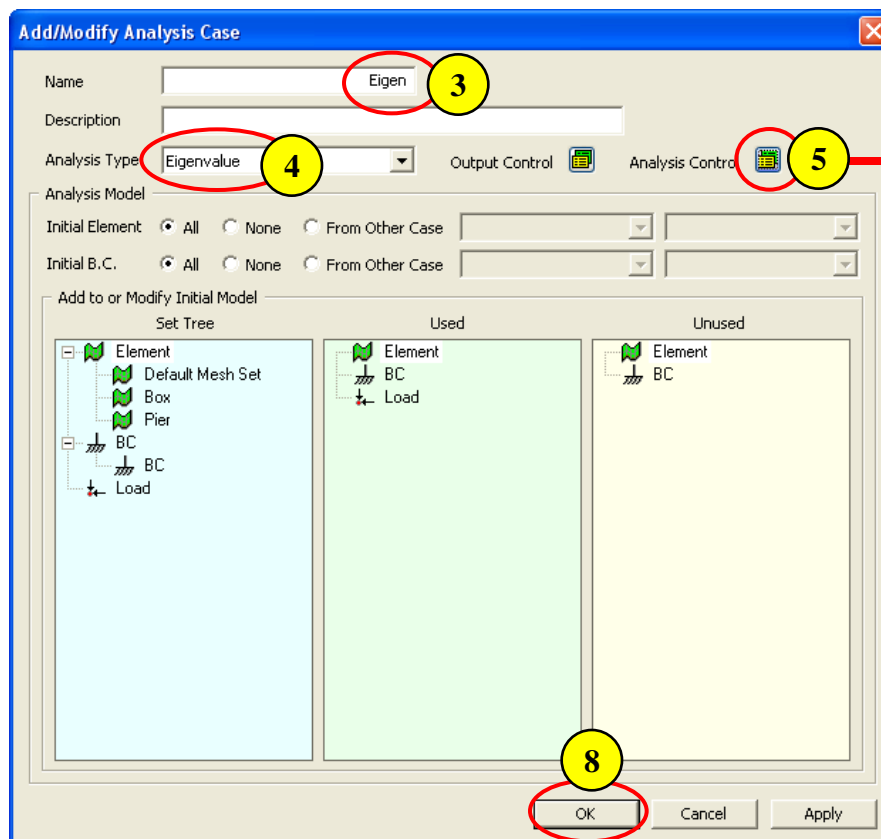 Add/Modify Analysis Case
Name Eigen 3
Description
Analysis Type Eigenvalue 4 Output Control Analysis Contro 5
Analysis Model
Initial Element All None From Other Case
Initial B.C. All None From Other Case
Add to or Modify Initial Model
Set Tree Used Unused
Element Element Element
Default Mesh Set BC BC
Box Load
Pier
BC
BC
Load
8
OK Cancel Apply